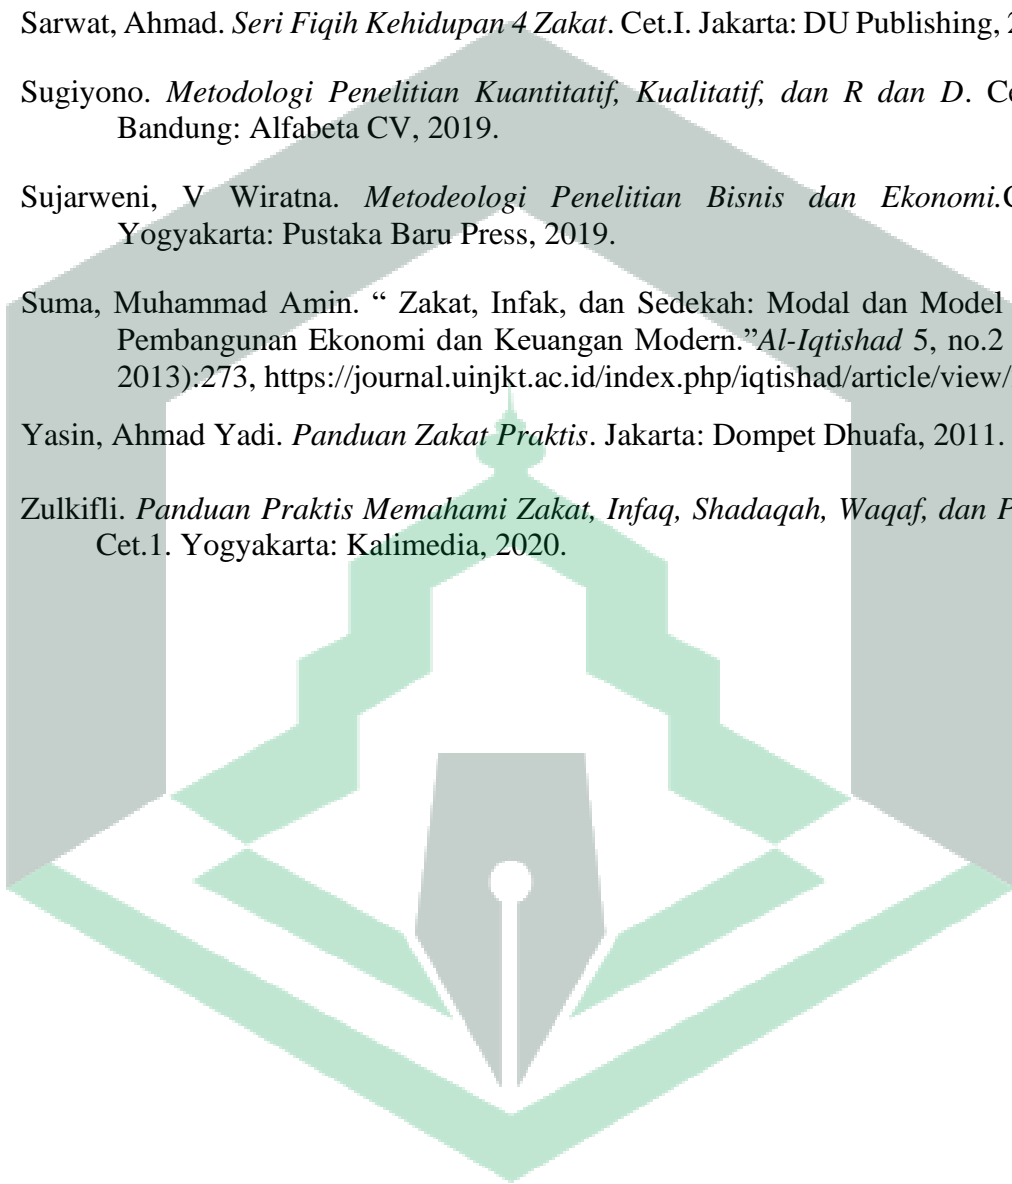 Sarwat, Ahmad. Seri Fiqih Kehidupan 4 Zakat. Cet.I. Jakarta: DU Publishing,
Sugiyono. Metodologi Penelitian Kuantitatif, Kualitatif, dan R dan D.
Bandung: Alfabeta CV, 2019.
Sujarweni, V Wiratna. Metodeologi Penelitian Bisnis dan Ekonomi.
Yogyakarta: Pustaka Baru Press, 2019.
Suma, Muhammad Amin. “ Zakat, Infak, dan Sedekah: Modal dan Model
Pembangunan Ekonomi dan Keuangan Modern.”Al-Iqtishad 5, no.2
2013):273, https://journal.uinjkt.ac.id/index.php/iqtishad/article/view/
Yasin, Ahmad Yadi. Panduan Zakat Praktis. Jakarta: Dompet Dhuafa, 2011.
Zulkifli. Panduan Praktis Memahami Zakat, Infaq, Shadaqah, Waqaf, dan
Cet.1. Yogyakarta: Kalimedia, 2020.